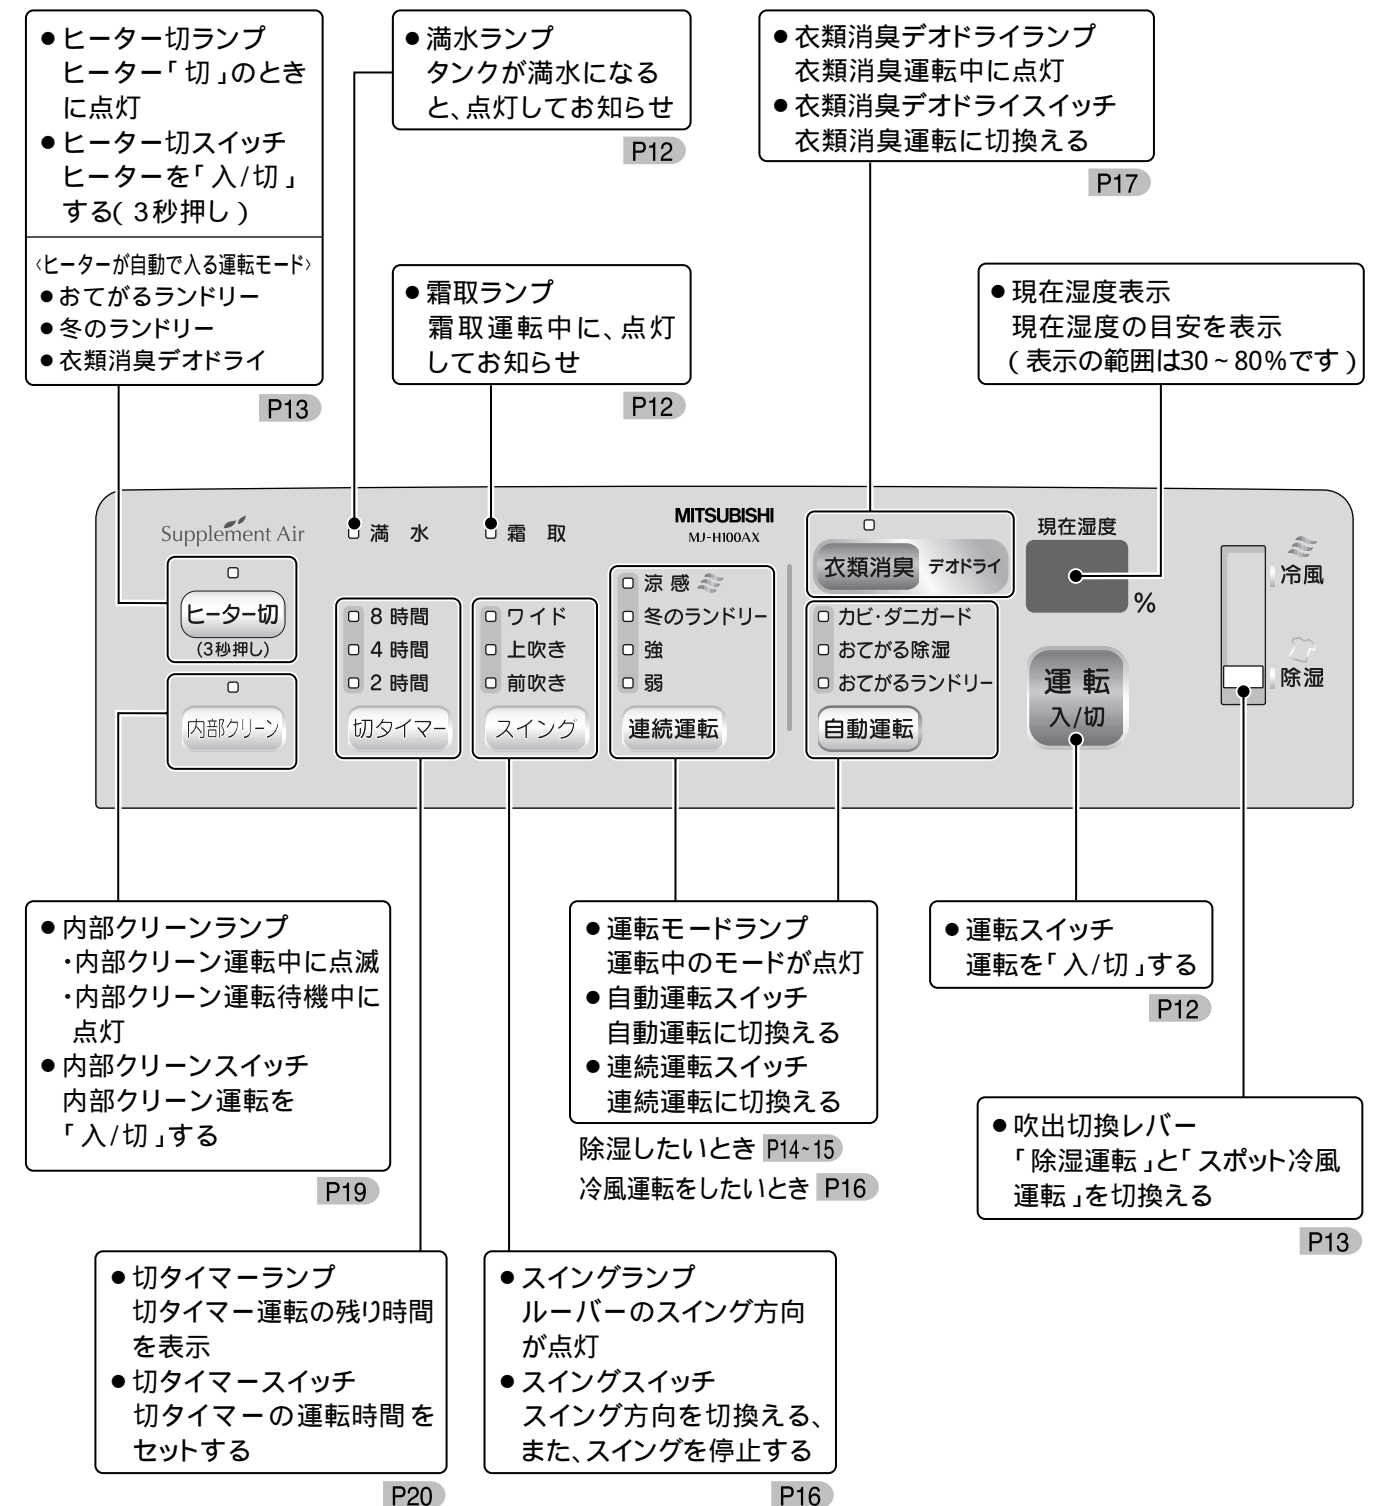 ●ヒーター切ランプ
ヒーター「切」のとき
に点灯
●ヒーター切スイッチ
ヒーターを「入/切」
する(3秒押し)
〈ヒーターが自動で入る運転モード〉
●おてがるランドリー
●冬のランドリー
●衣類消臭デオドライ
P13
●満水ランプ
タンクが満水になる
と、点灯してお知らせ
P12
●霜取ランプ
霜取運転中に、点灯
してお知らせ
P12
●衣類消臭デオドライランプ
衣類消臭運転中に点灯
●衣類消臭デオドライスイッチ
衣類消臭運転に切換える
P17
●現在湿度表示
現在湿度の目安を表示
(表示の範囲は30~80%です)
Supplement Air
満 水
霜 取
MITSUBISHI
MJ-H100AX
ヒーター切
(3秒押し)
内部クリーン
8時間
4時間
2時間
切タイマー
ワイド
上吹き
前吹き
スイング
涼感
冬のランドリー
強
弱
連続運転
衣類消臭 デオドライ
カビ・ダニガード
おてがる除湿
おてがるランドリー
自動運転
現在湿度
%
運転
入/切
冷風
除湿
●内部クリーンランプ
・内部クリーン運転中に点滅
・内部クリーン運転待機中に
点灯
●内部クリーンスイッチ
内部クリーン運転を
「入/切」する
P19
●運転モードランプ
運転中のモードが点灯
●自動運転スイッチ
自動運転に切換える
●連続運転スイッチ
連続運転に切換える
除湿したいとき P14~15
冷風運転をしたいとき P16
●運転スイッチ
運転を「入/切」する
P12
●吹出切換レバー
「除湿運転」と「スポット冷風
運転」を切換える
P13
●切タイマーランプ
切タイマー運転の残り時間
を表示
●切タイマースイッチ
切タイマーの運転時間を
セットする
P20
●スイングランプ
ルーバーのスイング方向
が点灯
●スイングスイッチ
スイング方向を切換える、
また、スイングを停止する
P16